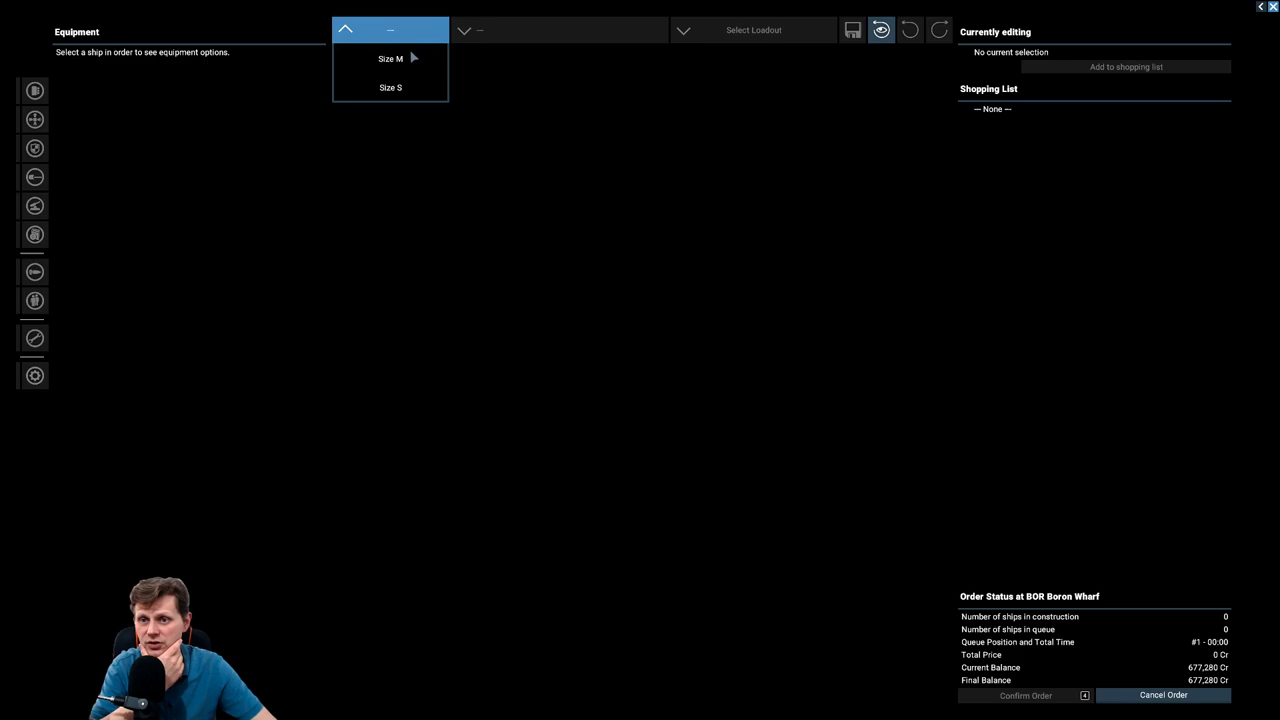 Equipment
Select a ship in order to see equipment options.
—
Size M
Size S
—
Select Loadout
Currently editing
No current selection
Add to shopping list
Shopping List
— None —
Order Status at BOR Boron Wharf
Number of ships in construction 0
Number of ships in queue 0
Queue Position and Total Time #1 - 00:00
Total Price 0 Cr
Current Balance 677,280 Cr
Final Balance 677,280 Cr
Confirm Order 4
Cancel Order